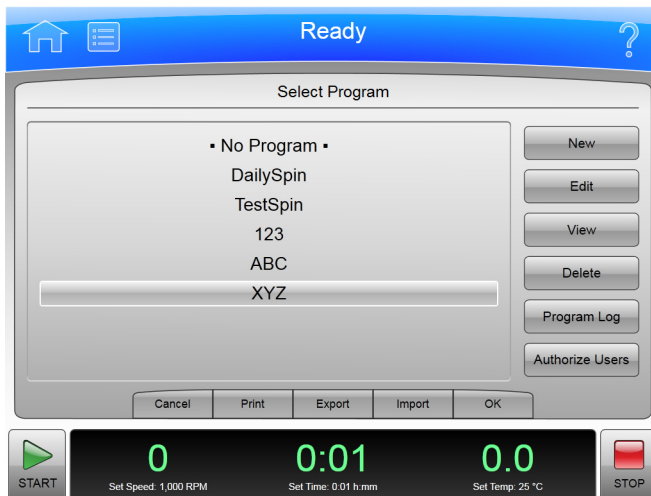 Ready
?
Select Program
▪ No Program ▪
DailySpin
TestSpin
123
ABC
XYZ
New
Edit
View
Delete
Program Log
Authorize Users
Cancel Print Export Import OK
START
0 0:01 0.0
Set Speed: 1,000 RPM Set Time: 0:01 h:mm Set Temp: 25 °C
STOP